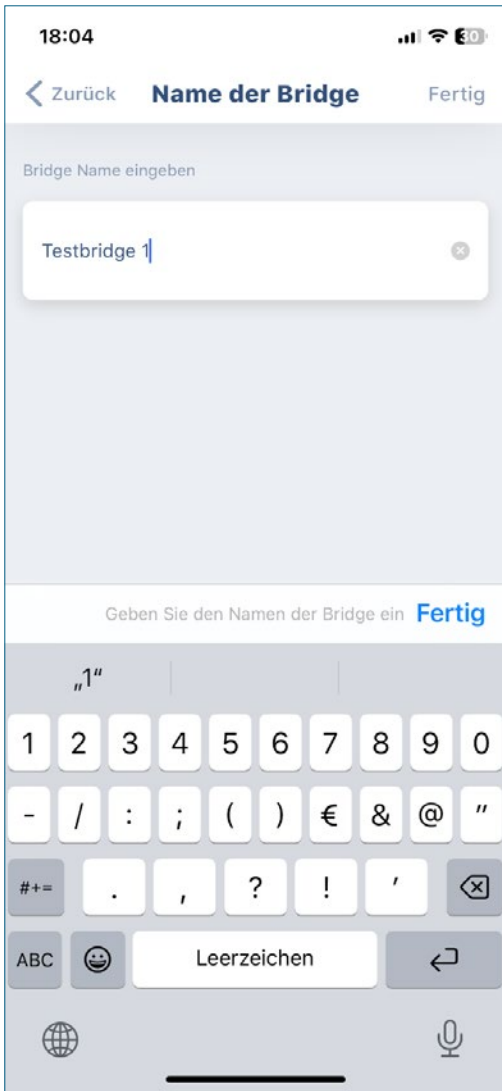 18:04 30
Zurück Name der Bridge Fertig
Bridge Name eingeben
Testbridge 1
Geben Sie den Namen der Bridge ein Fertig
„1“
1 2 3 4 5 6 7 8 9 0
- / : ; ( ) € & @ "
#+= . , ? ! '
ABC Leerzeichen